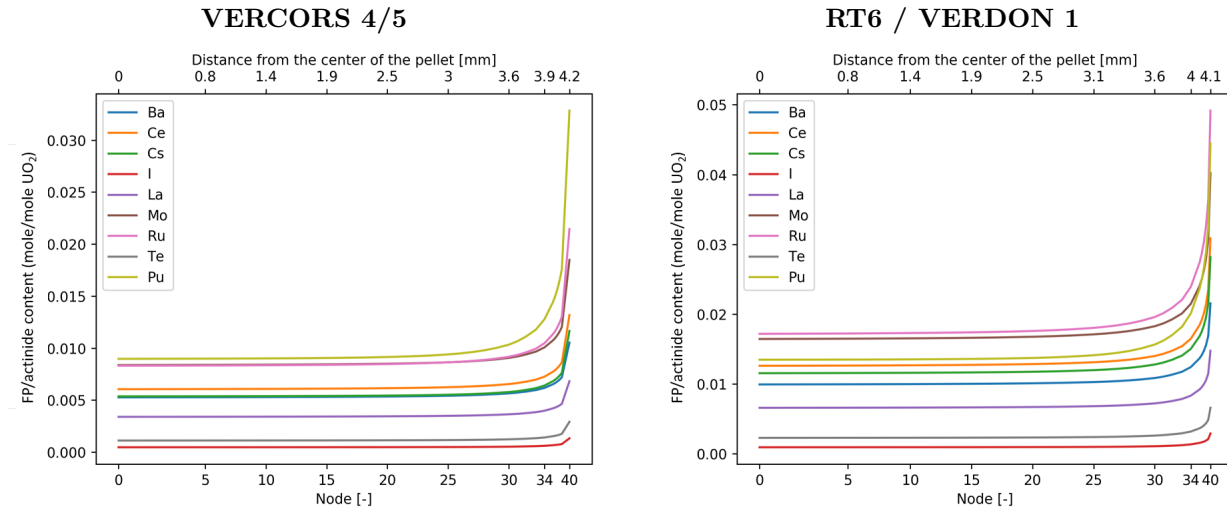 VERCORS 4/5
Distance from the center of the pellet [mm]
0 0.8 1.4 1.9 2.5 3 3.6 3.9 4.2
Ba
Ce
Cs
I
La
Mo
Ru
Te
Pu
FP/actinide content (mole/mole UO₂)
0.030
0.025
0.020
0.015
0.010
0.005
0.000
0 5 10 15 20 25 30 34 40
Node [-]
RT6 / VERDON 1
Distance from the center of the pellet [mm]
0 0.8 1.4 1.9 2.5 3.1 3.6 4 4.1
Ba
Ce
Cs
I
La
Mo
Ru
Te
Pu
FP/actinide content (mole/mole UO₂)
0.05
0.04
0.03
0.02
0.01
0.00
0 5 10 15 20 25 30 34 40
Node [-]